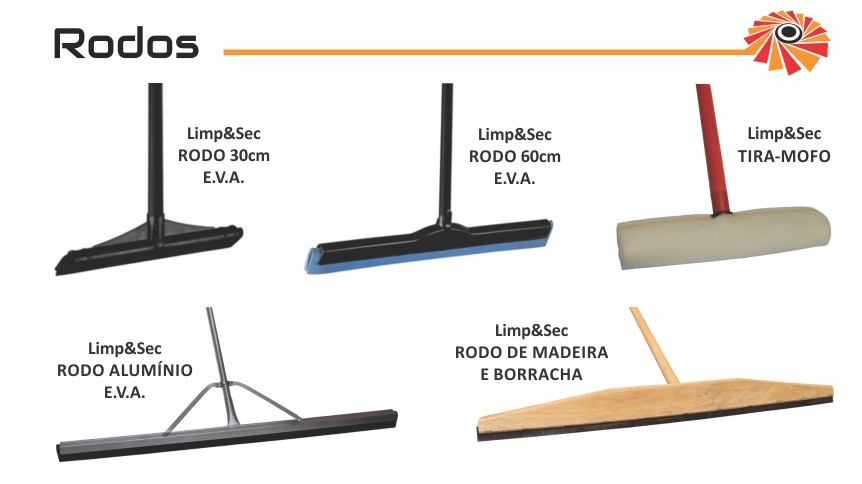 Rodos
Limp&Sec
RODO 30cm
E.V.A.
Limp&Sec
RODO 60cm
E.V.A.
Limp&Sec
TIRA-MOFO
Limp&Sec
RODO ALUMÍNIO
E.V.A.
Limp&Sec
RODO DE MADEIRA
E BORRACHA